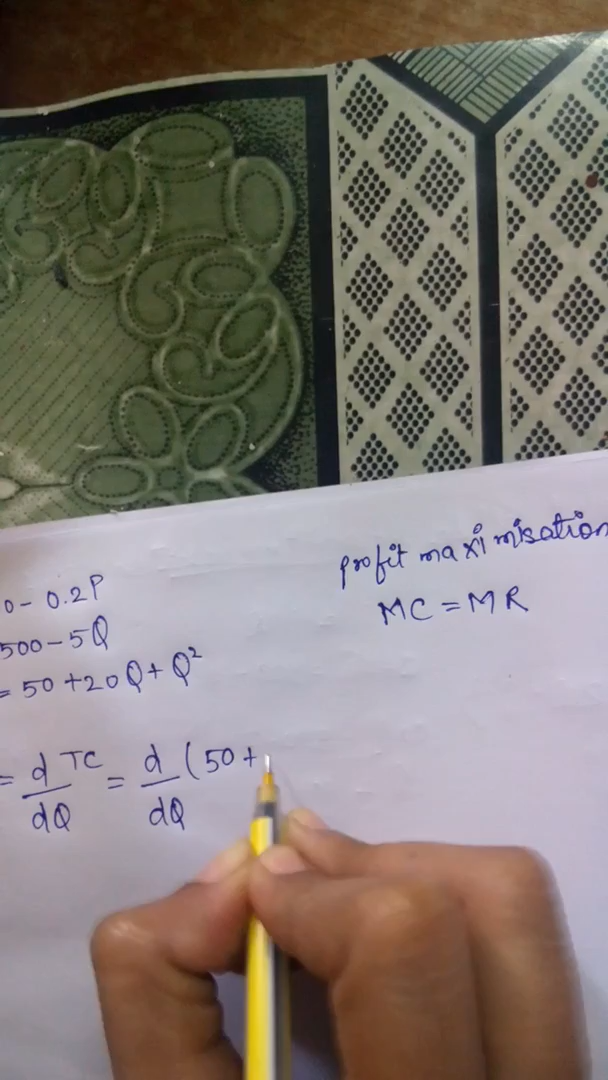 profit maximisation
MC = MR
0 - 0.2P
500 - 5Q
= 50 + 20Q + Q²
= d TC / dQ = d / dQ ( 50 +